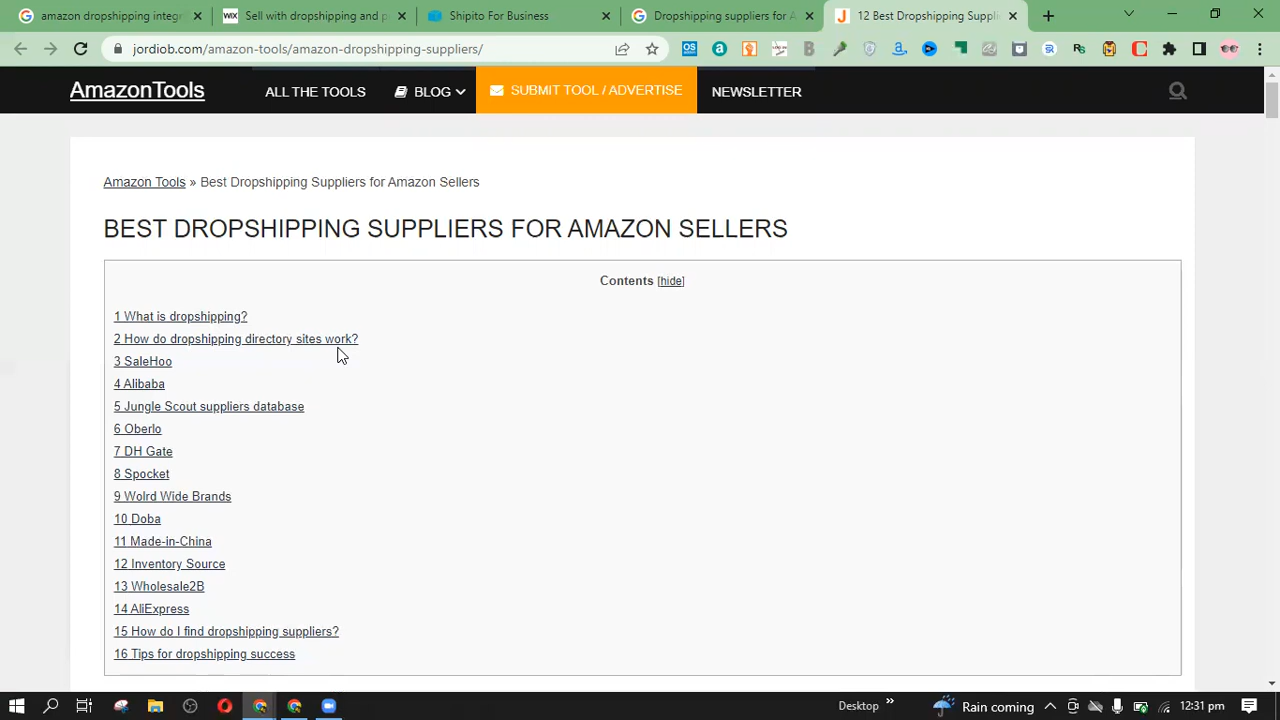 amazon dropshipping integr
Sell with dropshipping and p
Shipito For Business
Dropshipping suppliers for A
12 Best Dropshipping Suppli
jordiob.com/amazon-tools/amazon-dropshipping-suppliers/
AmazonTools
ALL THE TOOLS
BLOG
SUBMIT TOOL / ADVERTISE
NEWSLETTER
Amazon Tools » Best Dropshipping Suppliers for Amazon Sellers
BEST DROPSHIPPING SUPPLIERS FOR AMAZON SELLERS
Contents [hide]
1 What is dropshipping?
2 How do dropshipping directory sites work?
3 SaleHoo
4 Alibaba
5 Jungle Scout suppliers database
6 Oberlo
7 DH Gate
8 Spocket
9 Wolrd Wide Brands
10 Doba
11 Made-in-China
12 Inventory Source
13 Wholesale2B
14 AliExpress
15 How do I find dropshipping suppliers?
16 Tips for dropshipping success
Desktop »
Rain coming
12:31 pm